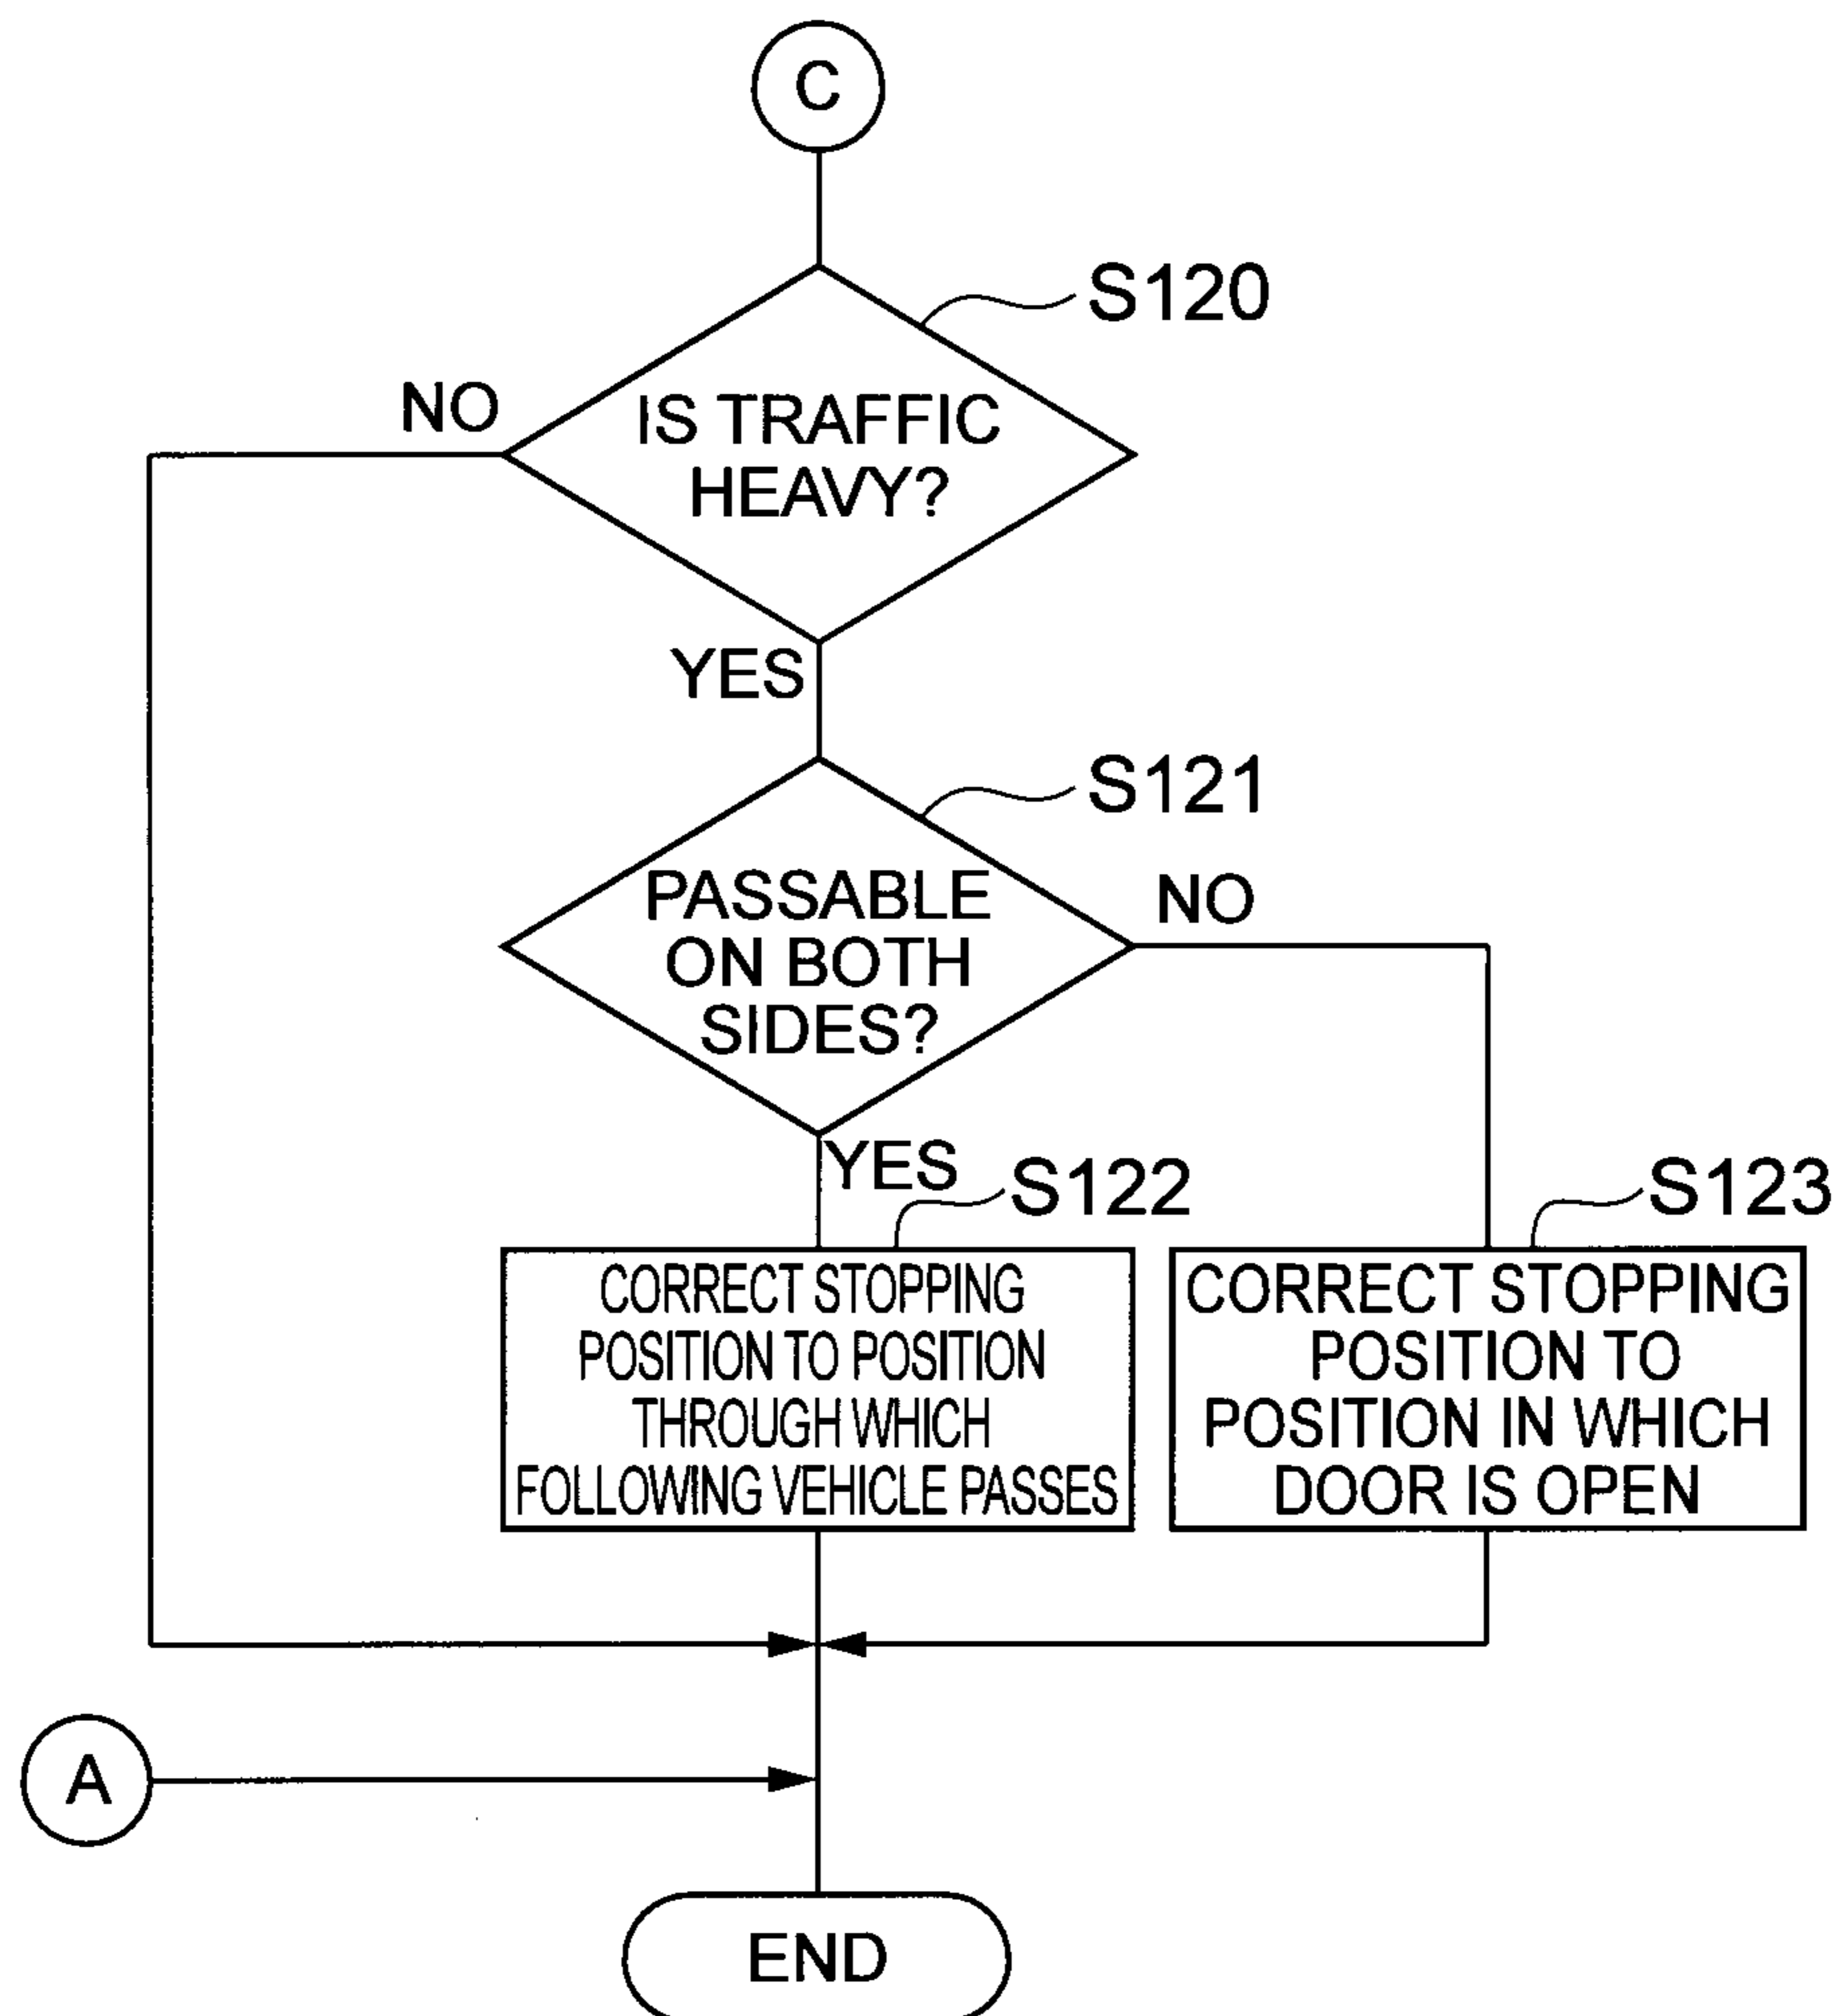 C
S120
NO
IS TRAFFIC
HEAVY?
YES
S121
PASSABLE
ON BOTH
SIDES?
NO
YES
S122
S123
CORRECT STOPPING
POSITION TO POSITION
THROUGH WHICH
FOLLOWING VEHICLE PASSES
CORRECT STOPPING
POSITION TO
POSITION IN WHICH
DOOR IS OPEN
A
END